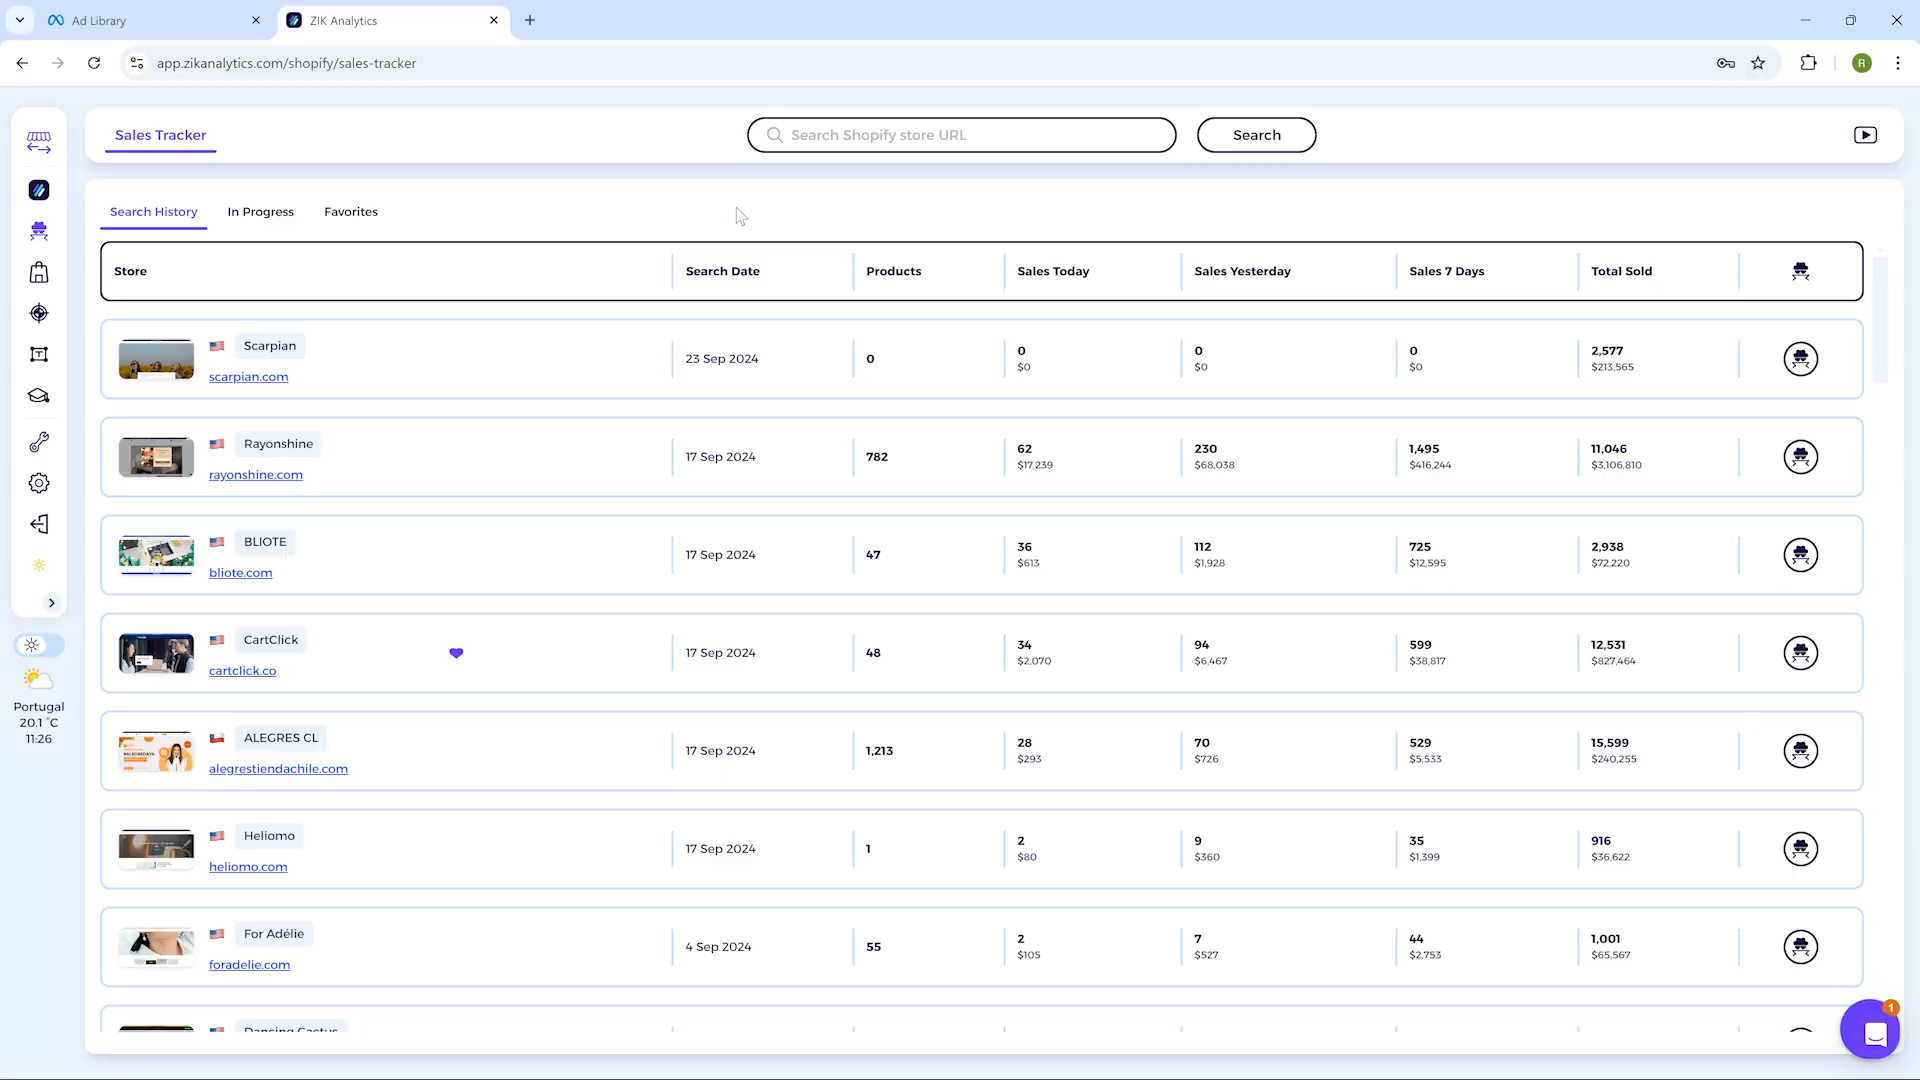 Ad Library
ZIK Analytics
app.zikanalytics.com/shopify/sales-tracker
R
Sales Tracker
Search Shopify store URL
Search
Search History
In Progress
Favorites
Store
Search Date
Products
Sales Today
Sales Yesterday
Sales 7 Days
Total Sold
Scarpian
scarpian.com
23 Sep 2024
0
0
$0
0
$0
0
$0
2,577
$213,565
Rayonshine
rayonshine.com
17 Sep 2024
782
62
$17,239
230
$68,038
1,495
$416,244
11,046
$3,106,810
BLIOTE
bliote.com
17 Sep 2024
47
36
$613
112
$1,928
725
$12,595
2,938
$72,220
CartClick
cartclick.co
17 Sep 2024
48
34
$2,070
94
$6,467
599
$38,817
12,531
$827,464
ALEGRES CL
alegrestiendachile.com
17 Sep 2024
1,213
28
$293
70
$726
529
$5,533
15,599
$240,255
Heliomo
heliomo.com
17 Sep 2024
1
2
$80
9
$360
35
$1,399
916
$36,622
For Adélie
foradelie.com
4 Sep 2024
55
2
$105
7
$527
44
$2,753
1,001
$65,567
Dancing Cactus
Portugal
20.1 °C
11:26
1